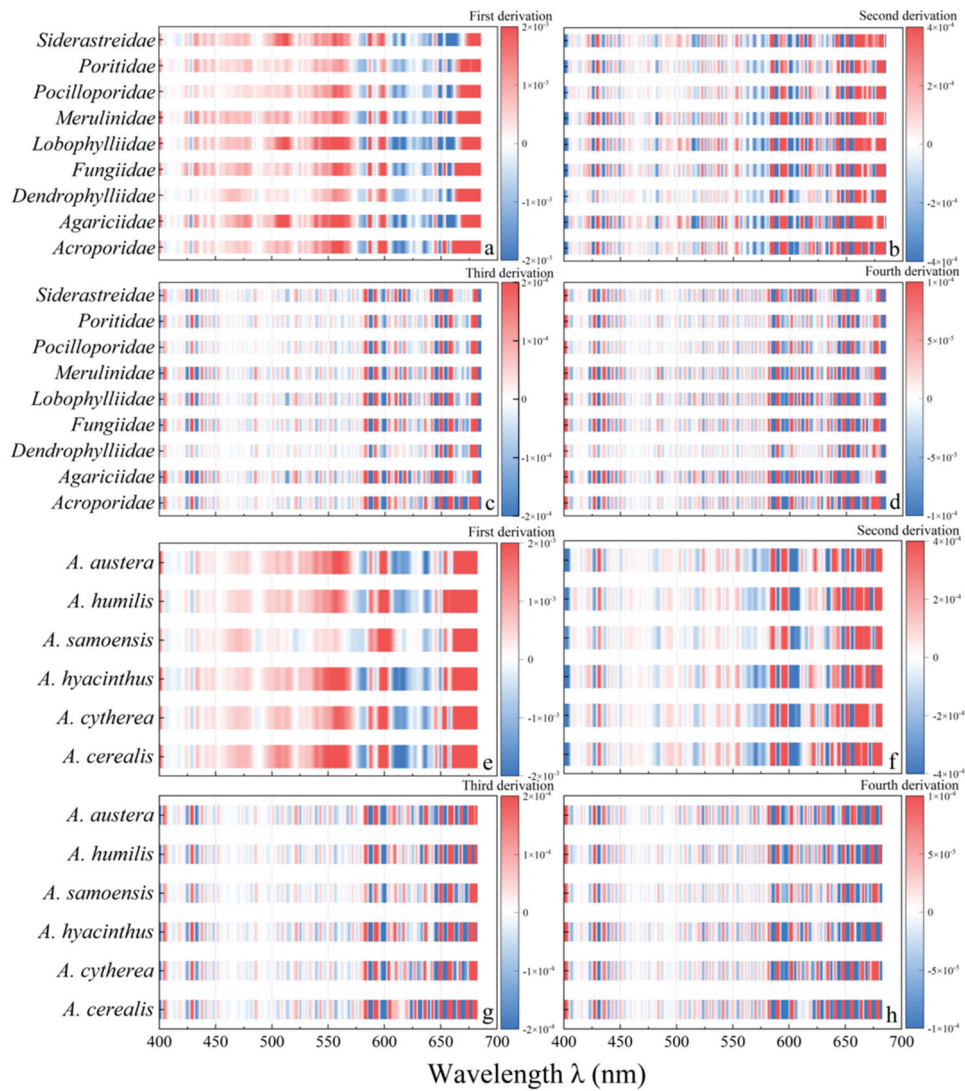 First derivation
Second derivation
Siderastreidae
Poritidae
Pocilloporidae
Merulinidae
Lobophylliidae
Fungiidae
Dendrophylliidae
Agariciidae
Acroporidae
a
2×10⁻³
1×10⁻³
0
-1×10⁻³
-2×10⁻³
b
4×10⁻⁴
2×10⁻⁴
0
-2×10⁻⁴
-4×10⁻⁴
Third derivation
Fourth derivation
Siderastreidae
Poritidae
Pocilloporidae
Merulinidae
Lobophylliidae
Fungiidae
Dendrophylliidae
Agariciidae
Acroporidae
c
2×10⁻⁴
1×10⁻⁴
0
-1×10⁻⁴
-2×10⁻⁴
d
1×10⁻⁴
5×10⁻⁵
0
-5×10⁻⁵
-1×10⁻⁴
First derivation
Second derivation
A. austera
A. humilis
A. samoensis
A. hyacinthus
A. cytherea
A. cerealis
e
2×10⁻³
1×10⁻³
0
-1×10⁻³
-2×10⁻³
f
4×10⁻⁴
2×10⁻⁴
0
-2×10⁻⁴
-4×10⁻⁴
Third derivation
Fourth derivation
A. austera
A. humilis
A. samoensis
A. hyacinthus
A. cytherea
A. cerealis
g
2×10⁻⁴
1×10⁻⁴
0
-1×10⁻⁴
-2×10⁻⁴
h
1×10⁻⁴
5×10⁻⁵
0
-5×10⁻⁵
-1×10⁻⁴
400 450 500 550 600 650 700
400 450 500 550 600 650 700
Wavelength λ (nm)